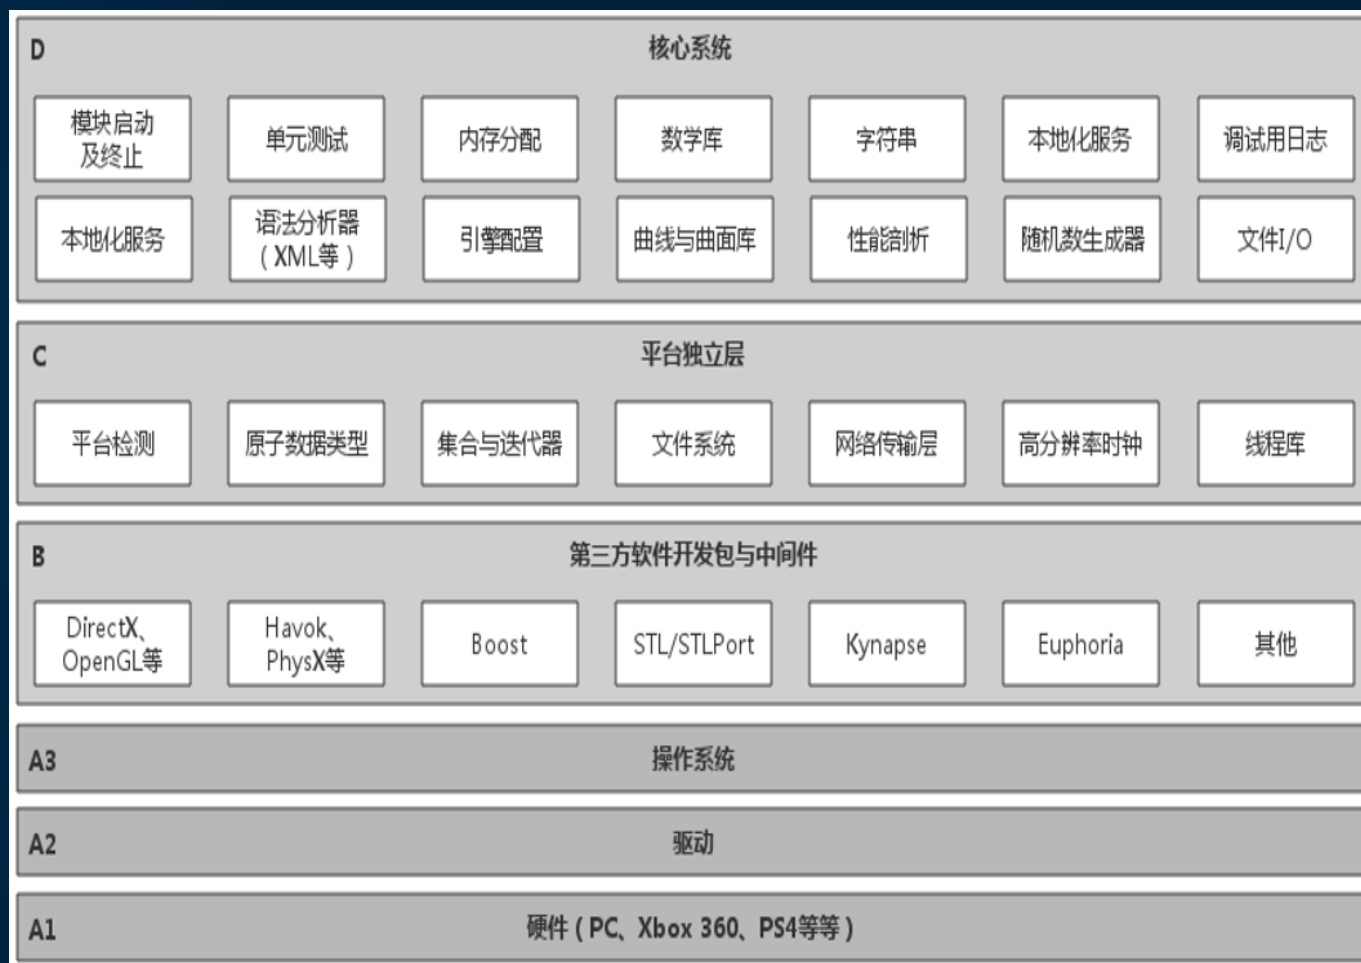 D
核心系统
模块启动
及终止
单元测试
内存分配
数学库
字符串
本地化服务
调试用日志
本地化服务
语法分析器
(XML等)
引擎配置
曲线与曲面库
性能剖析
随机数生成器
文件I/O
C
平台独立层
平台检测
原子数据类型
集合与迭代器
文件系统
网络传输层
高分辨率时钟
线程库
B
第三方软件开发包与中间件
DirectX、
OpenGL等
Havok、
PhysX等
Boost
STL/STLPort
Kynapse
Euphoria
其他
A3
操作系统
A2
驱动
A1
硬件(PC、Xbox 360、PS4等等)